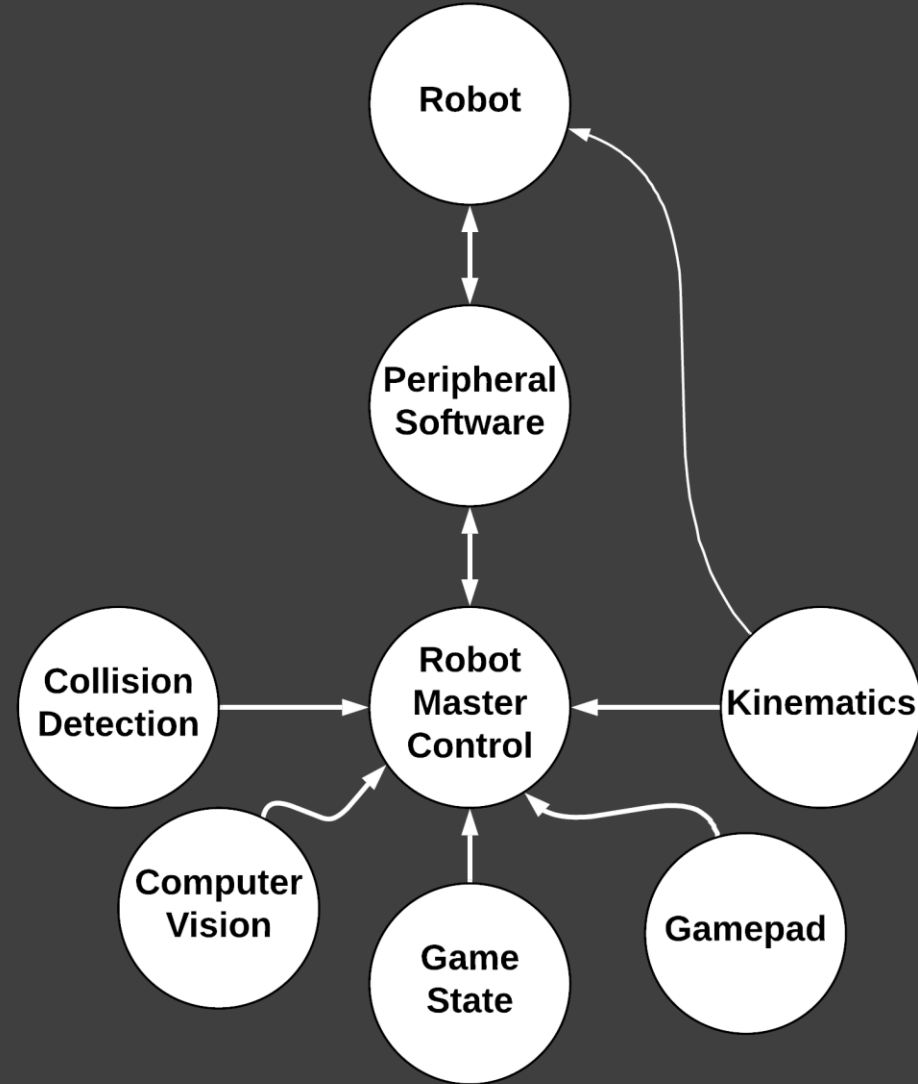 Robot
Peripheral
Software
Robot
Master
Control
Collision
Detection
Kinematics
Computer
Vision
Game
State
Gamepad